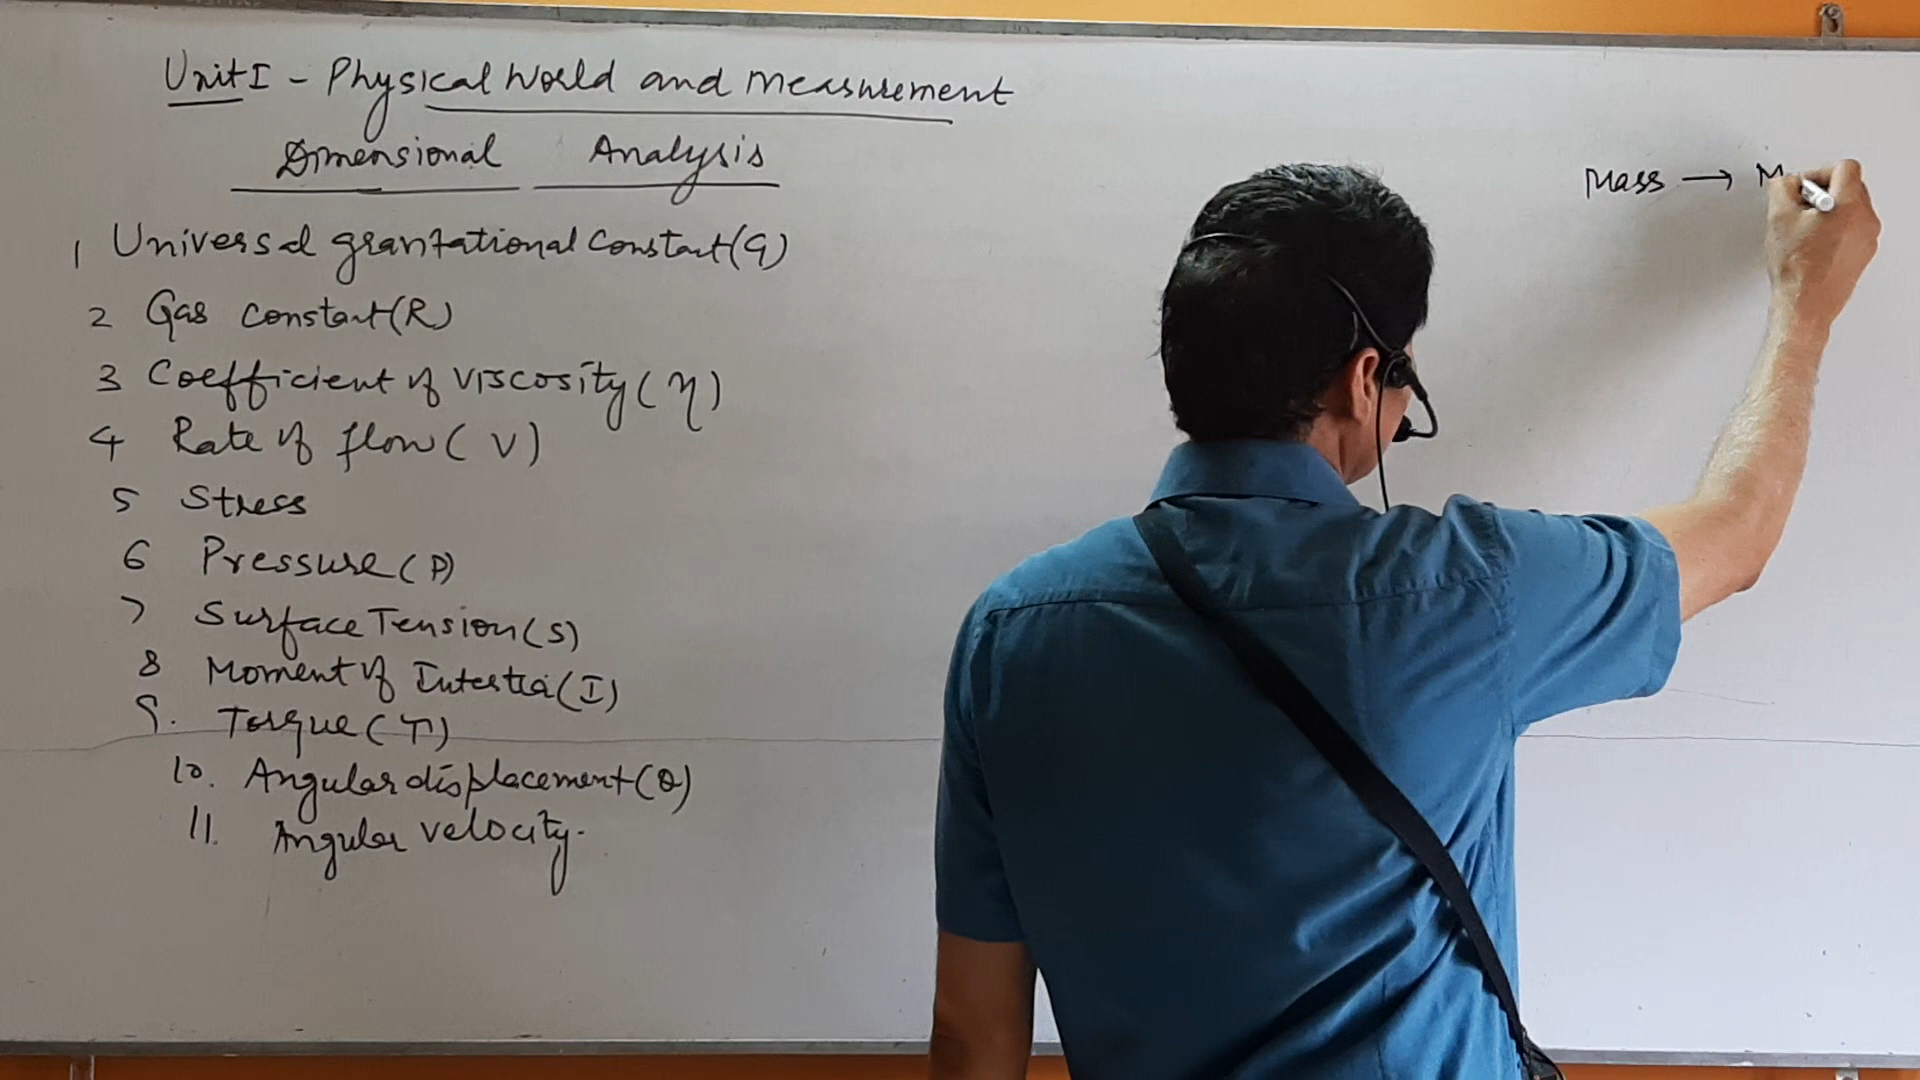 Unit I - Physical World and Measurement
Dimensional Analysis
1 Universal gravitational Constant (G)
2 Gas constant (R)
3 Coefficient of viscosity (η)
4 Rate of flow (V)
5 Stress
6 Pressure (P)
7 Surface Tension (S)
8 Moment of Intertia (I)
9. Torque (τ)
10. Angular displacement (θ)
11. Angular velocity.
Mass → M